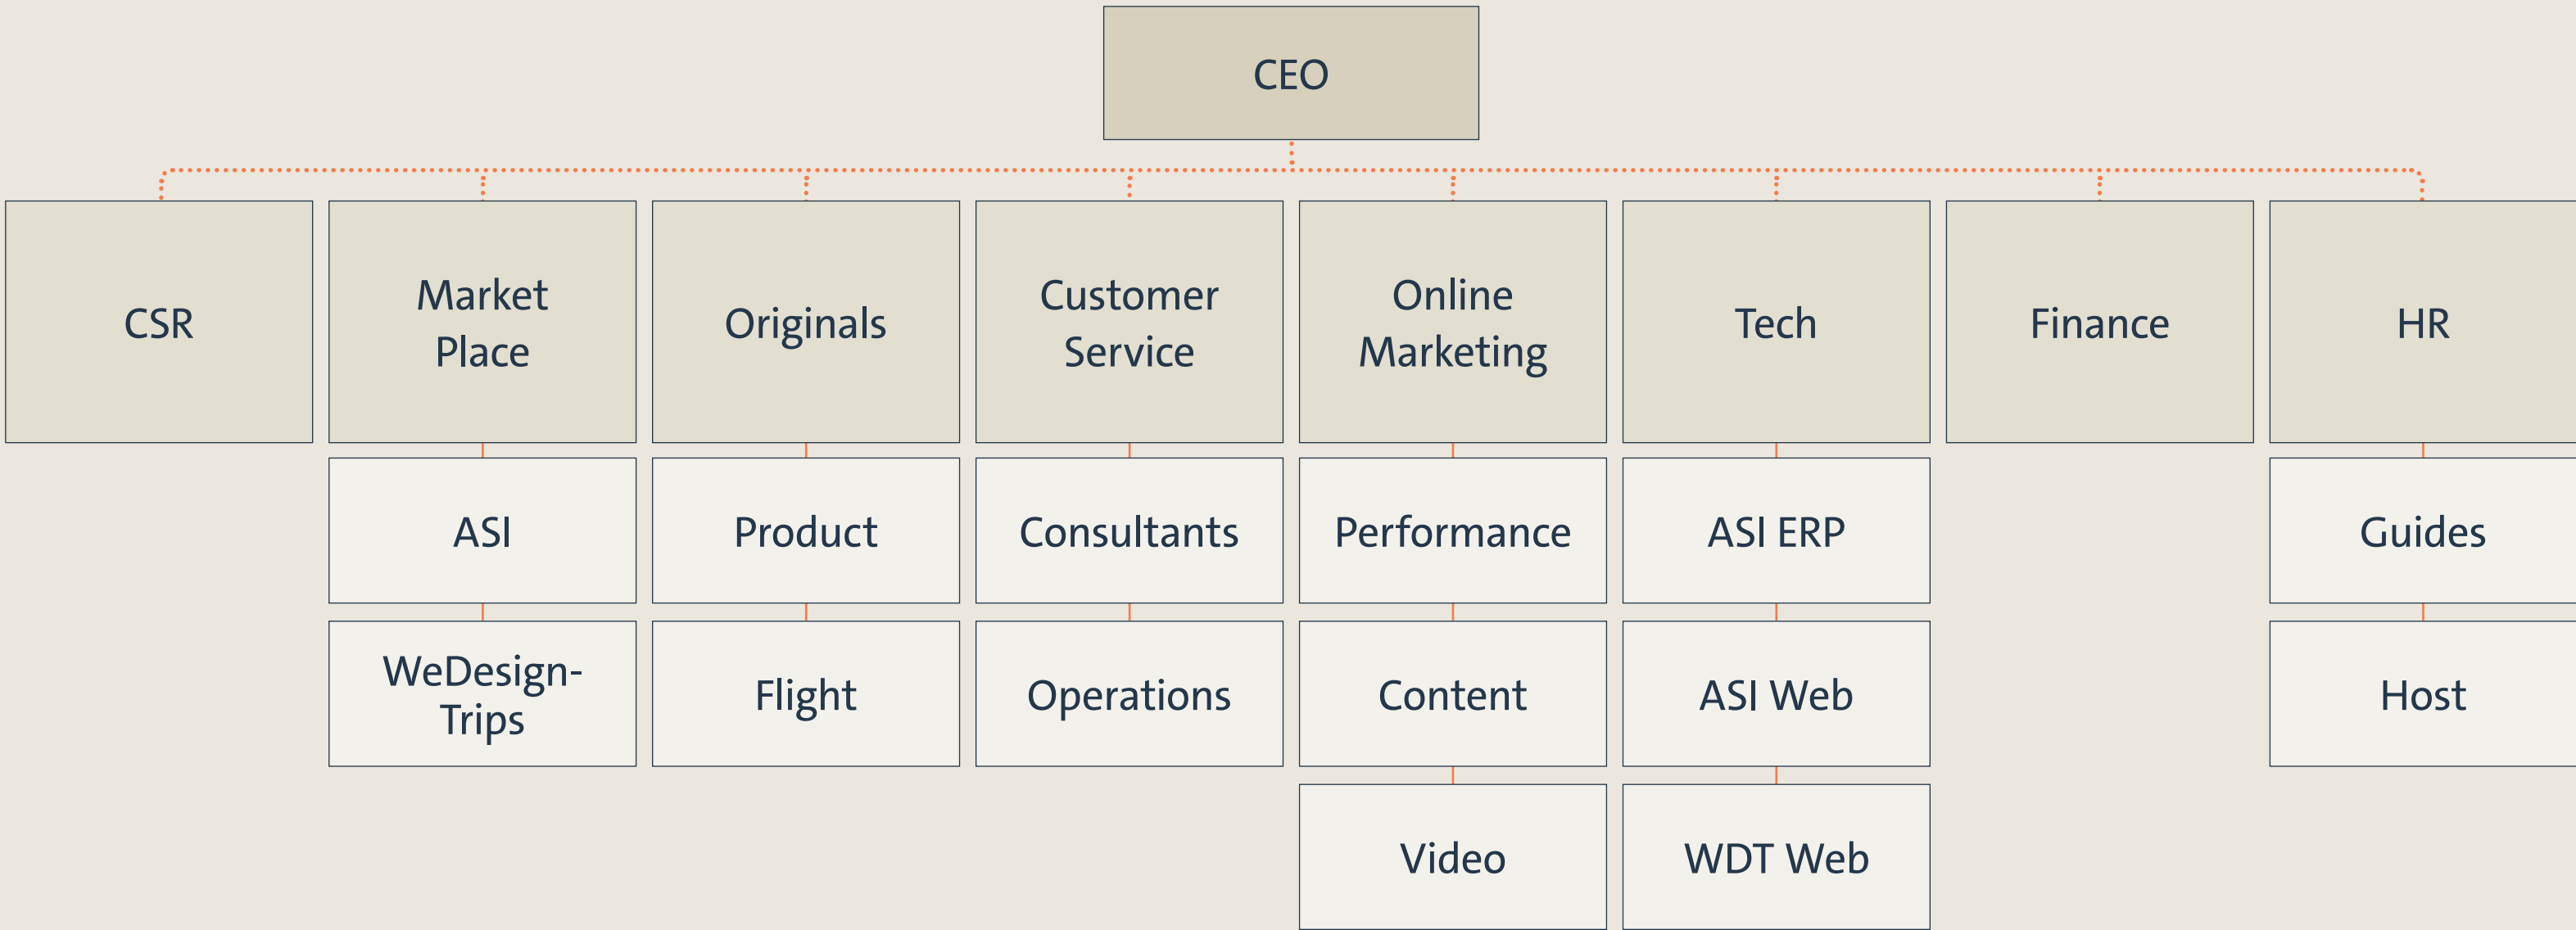 CEO
CSR
Market
Place
Originals
Customer
Service
Online
Marketing
Tech
Finance
HR
ASI
Product
Consultants
Performance
ASI ERP
Guides
WeDesign-
Trips
Flight
Operations
Content
ASI Web
Host
Video
WDT Web